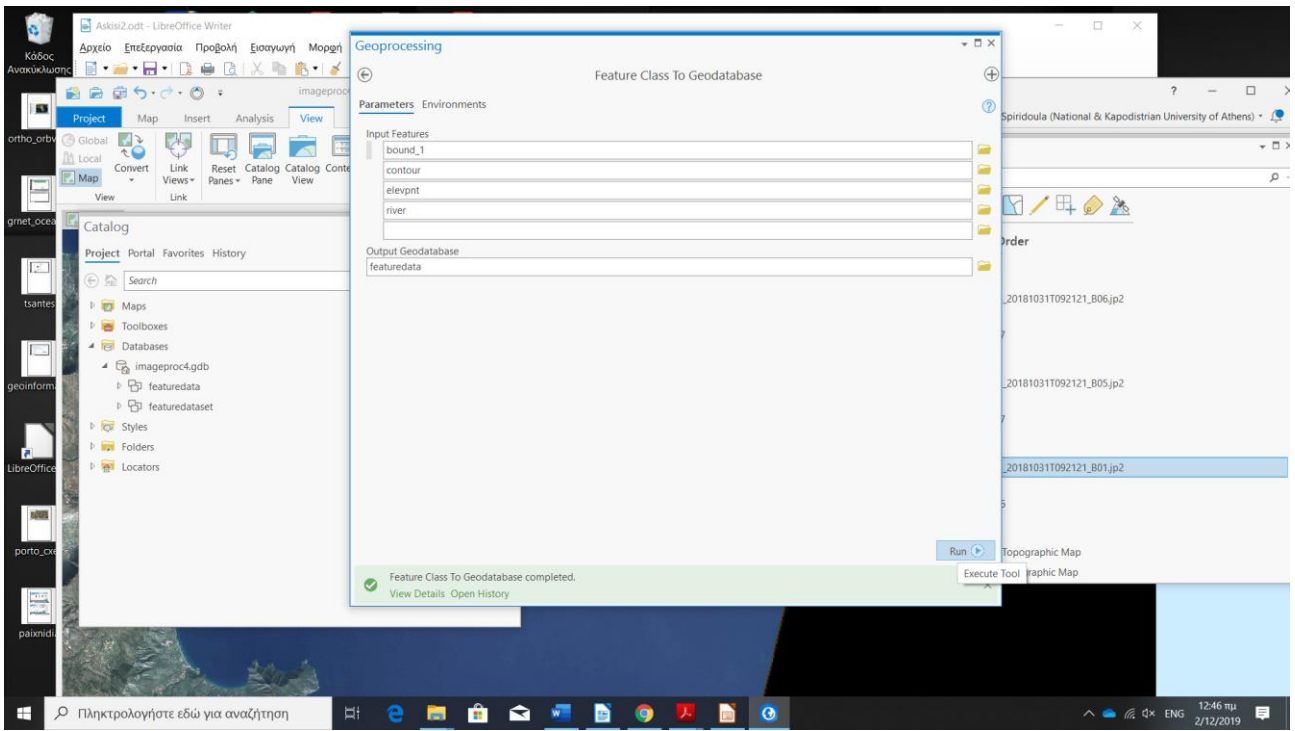 Askisi2.odt - LibreOffice Writer
Αρχείο Επεξεργασία Προβολή Εισαγωγή Μορφή
Κάδος
Ανακύκλωσης
imageproc
Project Map Insert Analysis View
Global
Local
Map
Convert
Link
Views
Reset
Panes
Catalog
Pane
Catalog
View
Conte
View Link
Catalog
Project Portal Favorites History
Search
Maps
Toolboxes
Databases
imageproc4.gdb
featuredata
featuredataset
Styles
Folders
Locators
Geoprocessing
Feature Class To Geodatabase
Parameters Environments
Input Features
bound_1
contour
elevpnt
river
Output Geodatabase
featuredata
Run
Execute Tool
Feature Class To Geodatabase completed.
View Details Open History
Spiridoula (National & Kapodistrian University of Athens)
Order
_20181031T092121_B06.jp2
_20181031T092121_B05.jp2
_20181031T092121_B01.jp2
Topographic Map
raphic Map
ortho_orbv
grnet_ocea
tsantes
geoinform
LibreOffice
porto_cxe
paixnidi
Πληκτρολογήστε εδώ για αναζήτηση
ENG
12:46 πμ
2/12/2019